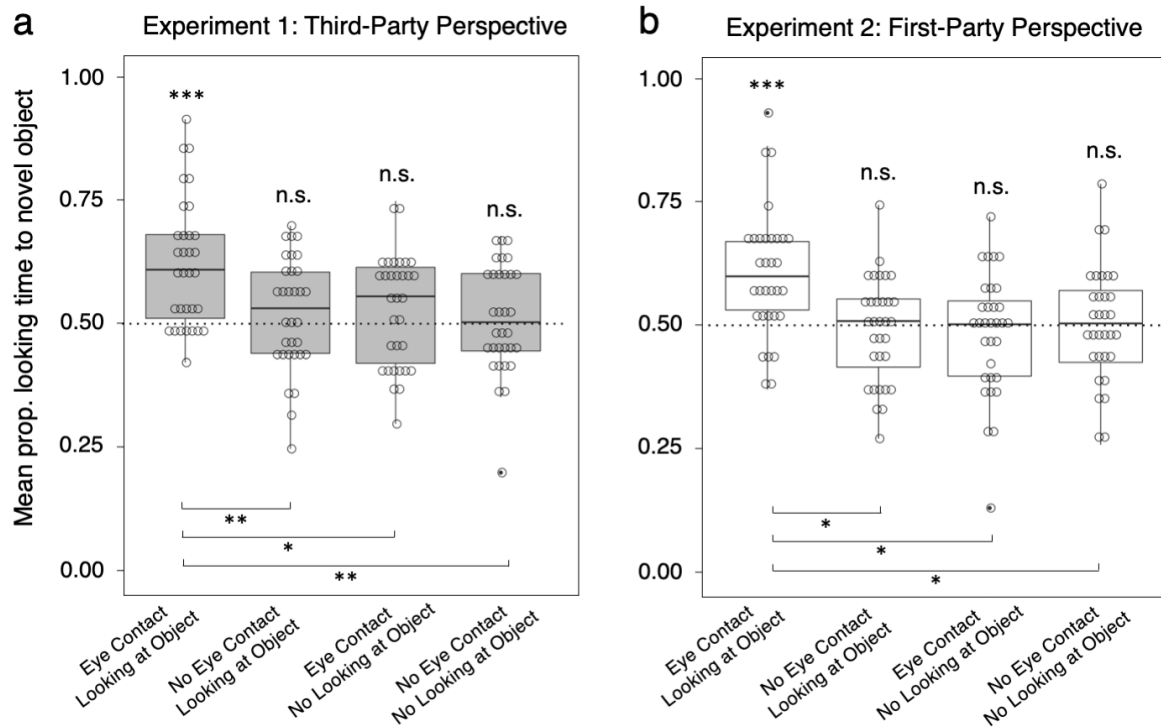 a
Experiment 1: Third-Party Perspective
Mean prop. looking time to novel object
1.00
0.75
0.50
0.25
0.00
***
n.s.
n.s.
n.s.
**
*
**
Eye Contact
Looking at Object
No Eye Contact
Looking at Object
Eye Contact
No Looking at Object
No Eye Contact
No Looking at Object
b
Experiment 2: First-Party Perspective
1.00
0.75
0.50
0.25
0.00
***
n.s.
n.s.
n.s.
*
*
*
Eye Contact
Looking at Object
No Eye Contact
Looking at Object
Eye Contact
No Looking at Object
No Eye Contact
No Looking at Object